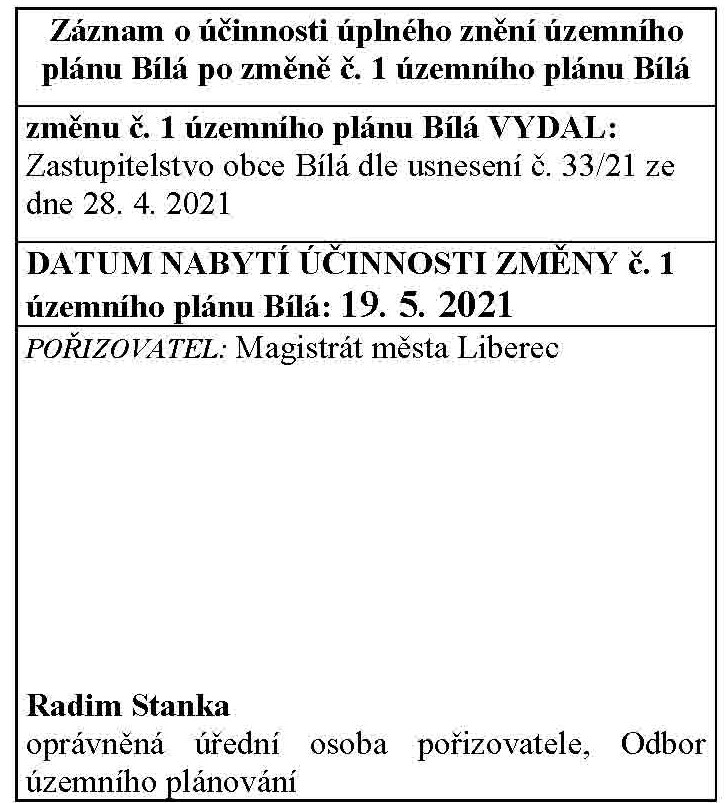 Záznam o účinnosti úplného znění územního
plánu Bílá po změně č. 1 územního plánu Bílá
změnu č. 1 územního plánu Bílá VYDAL:
Zastupitelstvo obce Bílá dle usnesení č. 33/21 ze
dne 28. 4. 2021
DATUM NABYTÍ ÚČINNOSTI ZMĚNY č. 1
územního plánu Bílá: 19. 5. 2021
POŘIZOVATEL: Magistrát města Liberec
Radim Stanka
oprávněná úřední osoba pořizovatele, Odbor
územního plánování